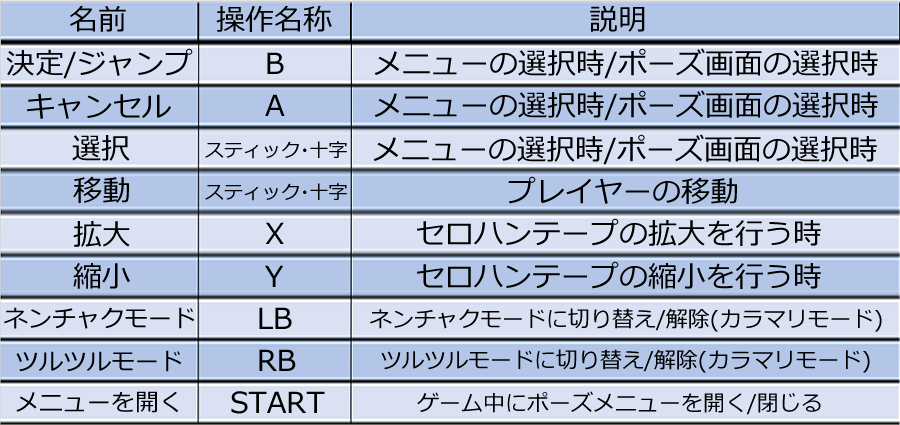 名前 操作名称 説明
決定/ジャンプ B メニューの選択時/ポーズ画面の選択時
キャンセル A メニューの選択時/ポーズ画面の選択時
選択 スティック・十字 メニューの選択時/ポーズ画面の選択時
移動 スティック・十字 プレイヤーの移動
拡大 X セロハンテープの拡大を行う時
縮小 Y セロハンテープの縮小を行う時
ネンチャクモード LB ネンチャクモードに切り替え/解除(カラマリモード)
ツルツルモード RB ツルツルモードに切り替え/解除(カラマリモード)
メニューを開く START ゲーム中にポーズメニューを開く/閉じる